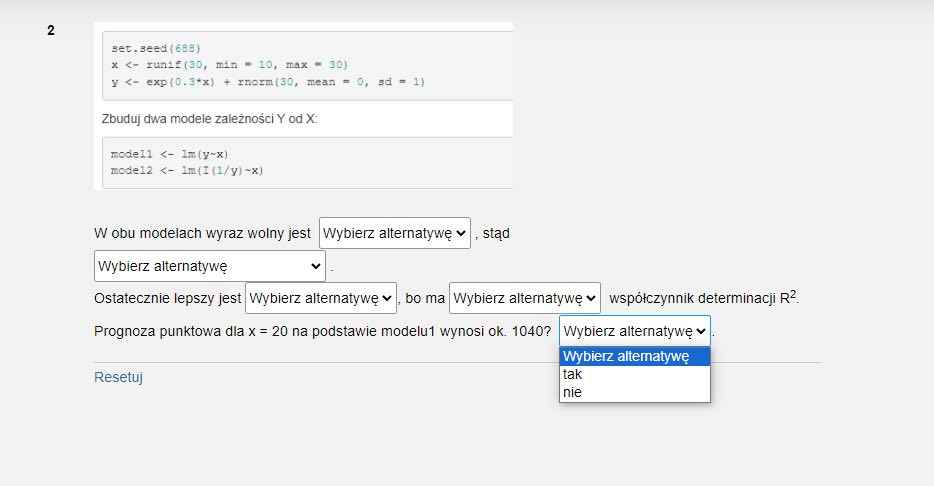 2
set.seed(688)
x <- runif(30, min = 10, max = 30)
y <- exp(0.3*x) + rnorm(30, mean = 0, sd = 1)
Zbuduj dwa modele zależności Y od X:
model1 <- lm(y~x)
model2 <- lm(I(1/y)~x)
W obu modelach wyraz wolny jest Wybierz alternatywę , stąd
Wybierz alternatywę .
Ostatecznie lepszy jest Wybierz alternatywę , bo ma Wybierz alternatywę współczynnik determinacji R².
Prognoza punktowa dla x = 20 na podstawie modelu1 wynosi ok. 1040? Wybierz alternatywę .
Wybierz alternatywę
tak
nie
Resetuj